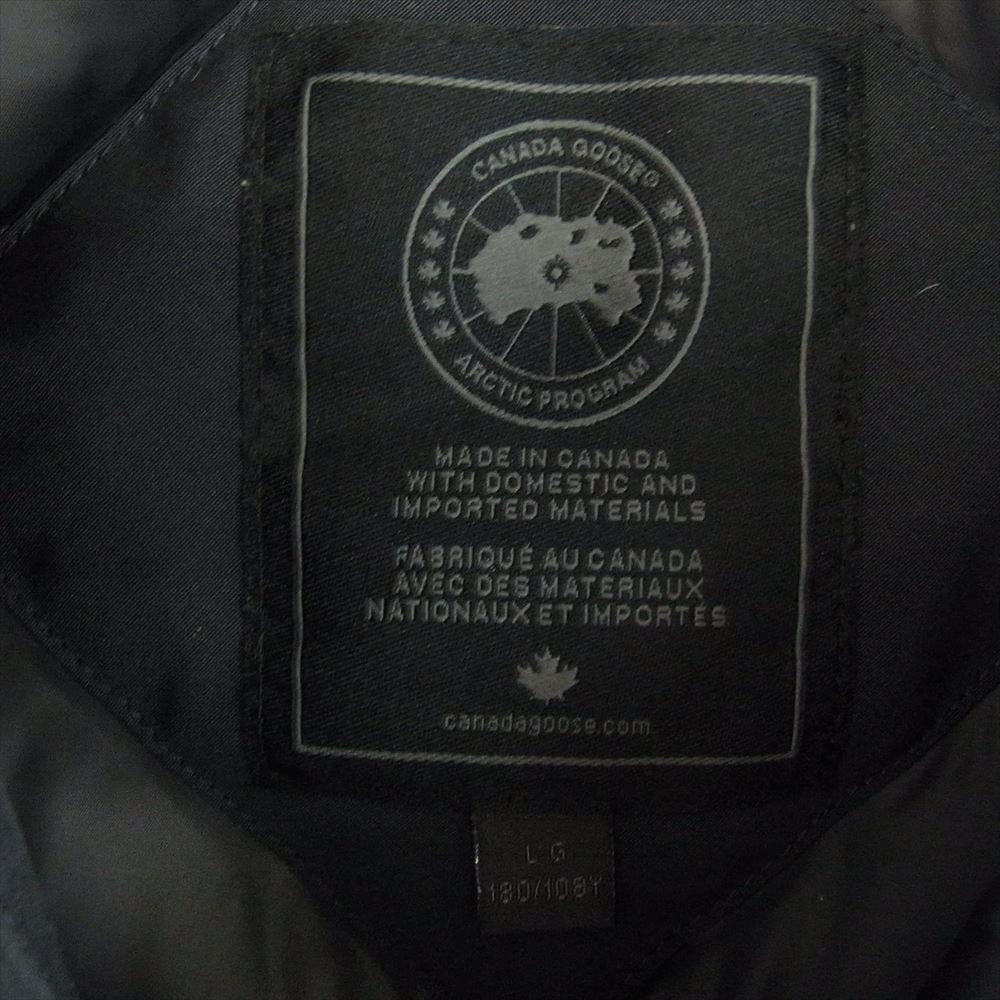 CANADA GOOSE®
ARCTIC PROGRAM
MADE IN CANADA
WITH DOMESTIC AND
IMPORTED MATERIALS
FABRIQUÉ AU CANADA
AVEC DES MATERIAUX
NATIONAUX ET IMPORTÉS
canadagoose.com
LG
180/108Y